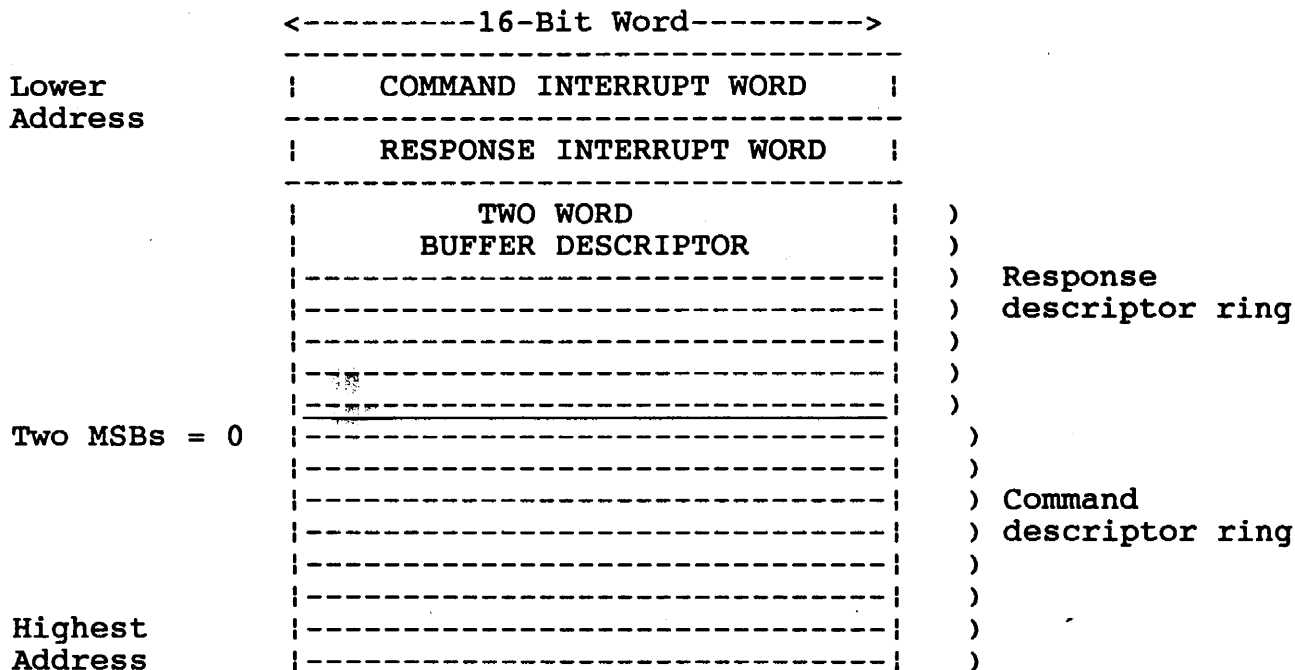 <---------16-Bit Word--------->
Lower | COMMAND INTERRUPT WORD |
Address
| RESPONSE INTERRUPT WORD |
| TWO WORD | )
| BUFFER DESCRIPTOR | )
|------------------------------| ) Response
|------------------------------| ) descriptor ring
|------------------------------| )
|------------------------------| )
|------------------------------| )
Two MSBs = 0 |------------------------------| )
|------------------------------| )
|------------------------------| ) Command
|------------------------------| ) descriptor ring
|------------------------------| )
|------------------------------| )
Highest |------------------------------| )
Address |------------------------------| )